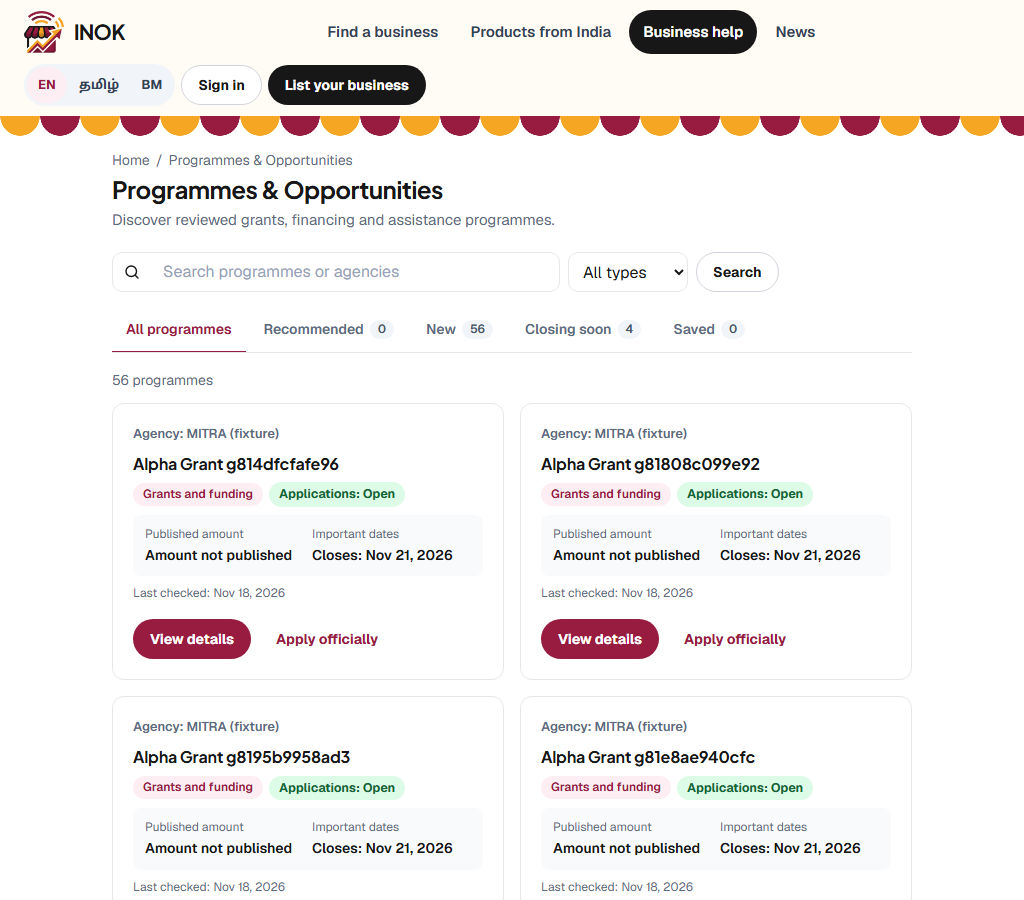 INOK
Find a business
Products from India
Business help
News
EN
தமிழ்
BM
Sign in
List your business
Home / Programmes & Opportunities
Programmes & Opportunities
Discover reviewed grants, financing and assistance programmes.
Search programmes or agencies
All types
Search
All programmes
Recommended 0
New 56
Closing soon 4
Saved 0
56 programmes
Agency: MITRA (fixture)
Alpha Grant g814dfcfafe96
Grants and funding
Applications: Open
Published amount
Amount not published
Important dates
Closes: Nov 21, 2026
Last checked: Nov 18, 2026
View details
Apply officially
Agency: MITRA (fixture)
Alpha Grant g81808c099e92
Grants and funding
Applications: Open
Published amount
Amount not published
Important dates
Closes: Nov 21, 2026
Last checked: Nov 18, 2026
View details
Apply officially
Agency: MITRA (fixture)
Alpha Grant g8195b9958ad3
Grants and funding
Applications: Open
Published amount
Amount not published
Important dates
Closes: Nov 21, 2026
Last checked: Nov 18, 2026
Agency: MITRA (fixture)
Alpha Grant g81e8ae940cfc
Grants and funding
Applications: Open
Published amount
Amount not published
Important dates
Closes: Nov 21, 2026
Last checked: Nov 18, 2026